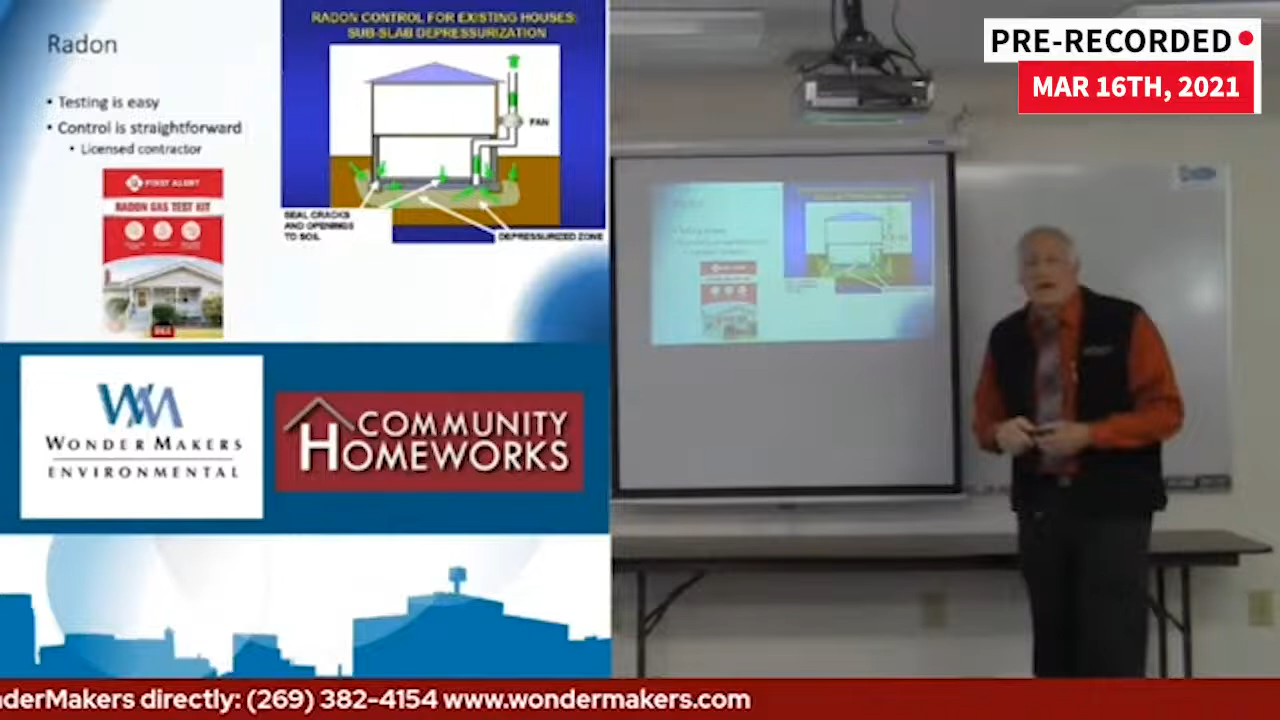 Radon
• Testing is easy
• Control is straightforward
• Licensed contractor
FIRST ALERT
RADON GAS TEST KIT
RADON CONTROL FOR EXISTING HOUSES:
SUB-SLAB DEPRESSURIZATION
FAN
SEAL CRACKS
AND OPENINGS
TO SOIL
DEPRESSURIZED ZONE
PRE-RECORDED
MAR 16TH, 2021
WM
WONDER MAKERS
ENVIRONMENTAL
COMMUNITY
HOMEWORKS
nderMakers directly: (269) 382-4154 www.wondermakers.com